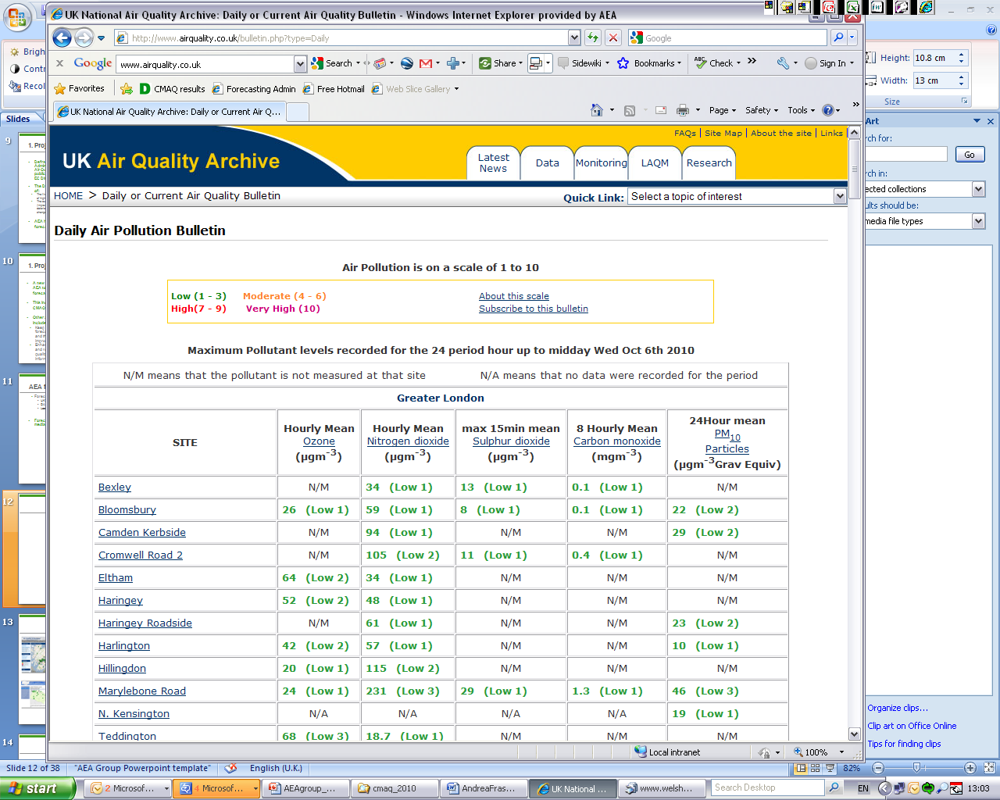 UK National Air Quality Archive: Daily or Current Air Quality Bulletin - Windows Internet Explorer provided by AEA
http://www.airquality.co.uk/bulletin.php?type=Daily
Google
Google www.airquality.co.uk Search Share Sidewiki Bookmarks Check Sign In
Favorites CMAQ results Forecasting Admin Free Hotmail Web Slice Gallery
UK National Air Quality Archive: Daily or Current Air Q...
Page Safety Tools
FAQs | Site Map | About the site | Links
UK Air Quality Archive
Latest News Data Monitoring LAQM Research
HOME > Daily or Current Air Quality Bulletin Quick Link: Select a topic of interest
Daily Air Pollution Bulletin
Air Pollution is on a scale of 1 to 10
Low (1 - 3) Moderate (4 - 6) About this scale
High(7 - 9) Very High (10) Subscribe to this bulletin
Maximum Pollutant levels recorded for the 24 period hour up to midday Wed Oct 6th 2010
N/M means that the pollutant is not measured at that site N/A means that no data were recorded for the period
Greater London
SITE Hourly Mean Ozone (µgm-3) Hourly Mean Nitrogen dioxide (µgm-3) max 15min mean Sulphur dioxide (µgm-3) 8 Hourly Mean Carbon monoxide (mgm-3) 24Hour mean PM10 Particles (µgm-3Grav Equiv)
Bexley N/M 34 (Low 1) 13 (Low 1) 0.1 (Low 1) N/M
Bloomsbury 26 (Low 1) 59 (Low 1) 8 (Low 1) 0.1 (Low 1) 22 (Low 2)
Camden Kerbside N/M 94 (Low 1) N/M N/M 29 (Low 2)
Cromwell Road 2 N/M 105 (Low 2) 11 (Low 1) 0.4 (Low 1) N/M
Eltham 64 (Low 2) 34 (Low 1) N/M N/M N/M
Haringey 52 (Low 2) 48 (Low 1) N/M N/M N/M
Haringey Roadside N/M 61 (Low 1) N/M N/M 23 (Low 2)
Harlington 42 (Low 2) 57 (Low 1) N/M N/M 10 (Low 1)
Hillingdon 20 (Low 1) 115 (Low 2) N/M N/M N/M
Marylebone Road 24 (Low 1) 231 (Low 3) 29 (Low 1) 1.3 (Low 1) 46 (Low 3)
N. Kensington N/A N/A N/A N/A 19 (Low 1)
Teddington 68 (Low 3) 18.7 (Low 1) N/M N/M N/M
Local intranet 100%
Slides
9
10
11
12
13
14
Height: 10.8 cm
Width: 13 cm
Size
Art
Go
media file types
Organize clips...
Clip art on Office Online
Tips for finding clips
Slide 12 of 38 "AEA Group Powerpoint template" English (U.K.) 82%
start 2 Microsof... 4 Microsof... AEAgroup_... cmaq_2010 AndreaFras... UK National ... www.welsh... Search Desktop EN 13:03